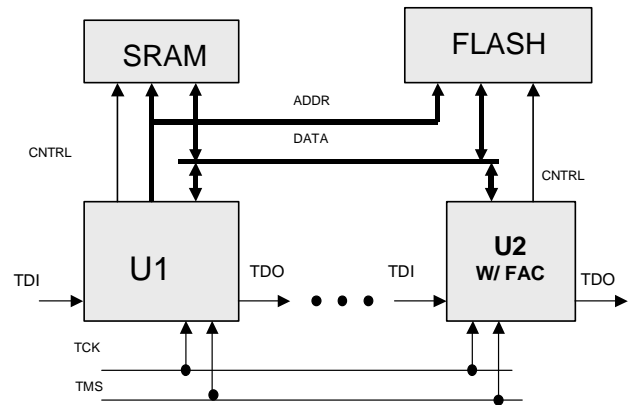 SRAM
FLASH
ADDR
DATA
CNTRL
CNTRL
U1
U2
W/ FAC
TDI
TDO
TDI
TDO
TCK
TMS